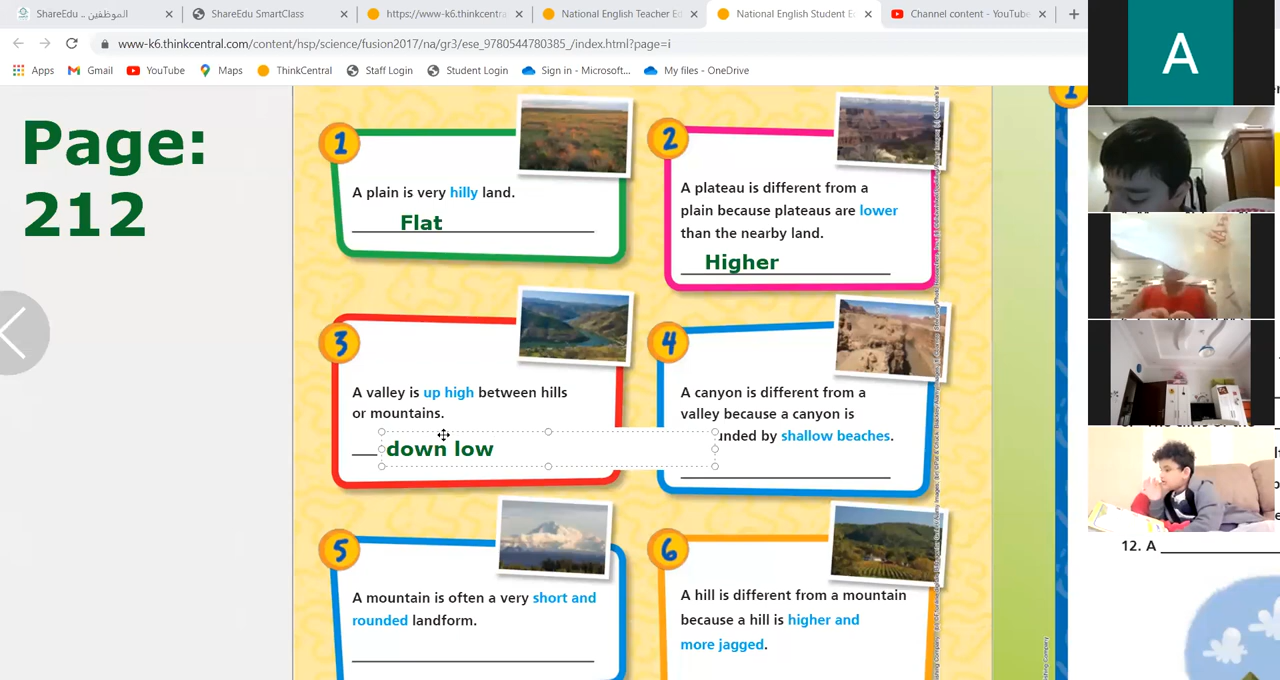 ShareEdu .. الموظفين
ShareEdu SmartClass
https://www-k6.thinkcentra
National English Teacher Ed
National English Student E
Channel content - YouTube
www-k6.thinkcentral.com/content/hsp/science/fusion2017/na/gr3/ese_9780544780385_/index.html?page=i
Apps Gmail YouTube Maps ThinkCentral Staff Login Student Login Sign in - Microsoft... My files - OneDrive
Page:
212
1
A plain is very hilly land.
Flat
2
A plateau is different from a
plain because plateaus are lower
than the nearby land.
Higher
3
A valley is up high between hills
or mountains.
down low
4
A canyon is different from a
valley because a canyon is
unded by shallow beaches.
5
A mountain is often a very short and
rounded landform.
6
A hill is different from a mountain
because a hill is higher and
more jagged.
1
A
12. A